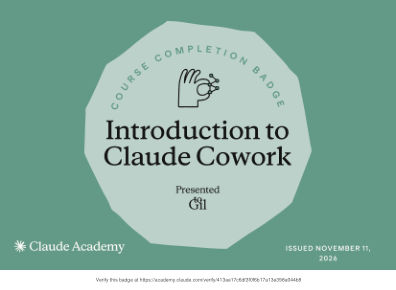 COURSE COMPLETION BADGE
Introduction to
Claude Cowork
Presented
to
Gil
Claude Academy
ISSUED NOVEMBER 11,
2026
Verify this badge at